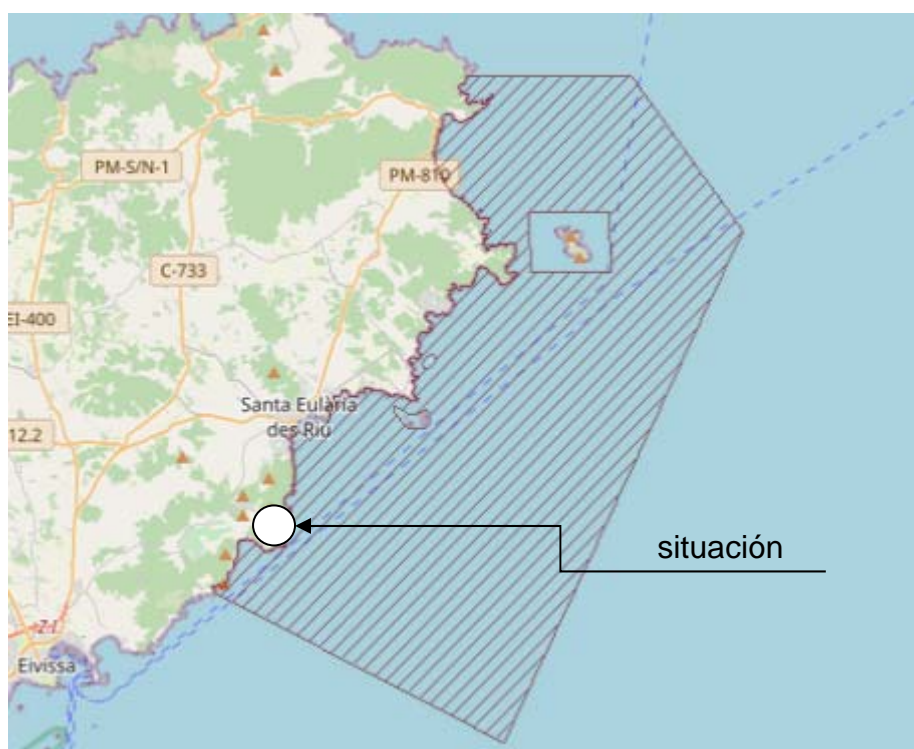 PM-S/N-1
PM-810
C-733
EI-400
Santa Eulària
des Riu
12.2
situación
Eivissa